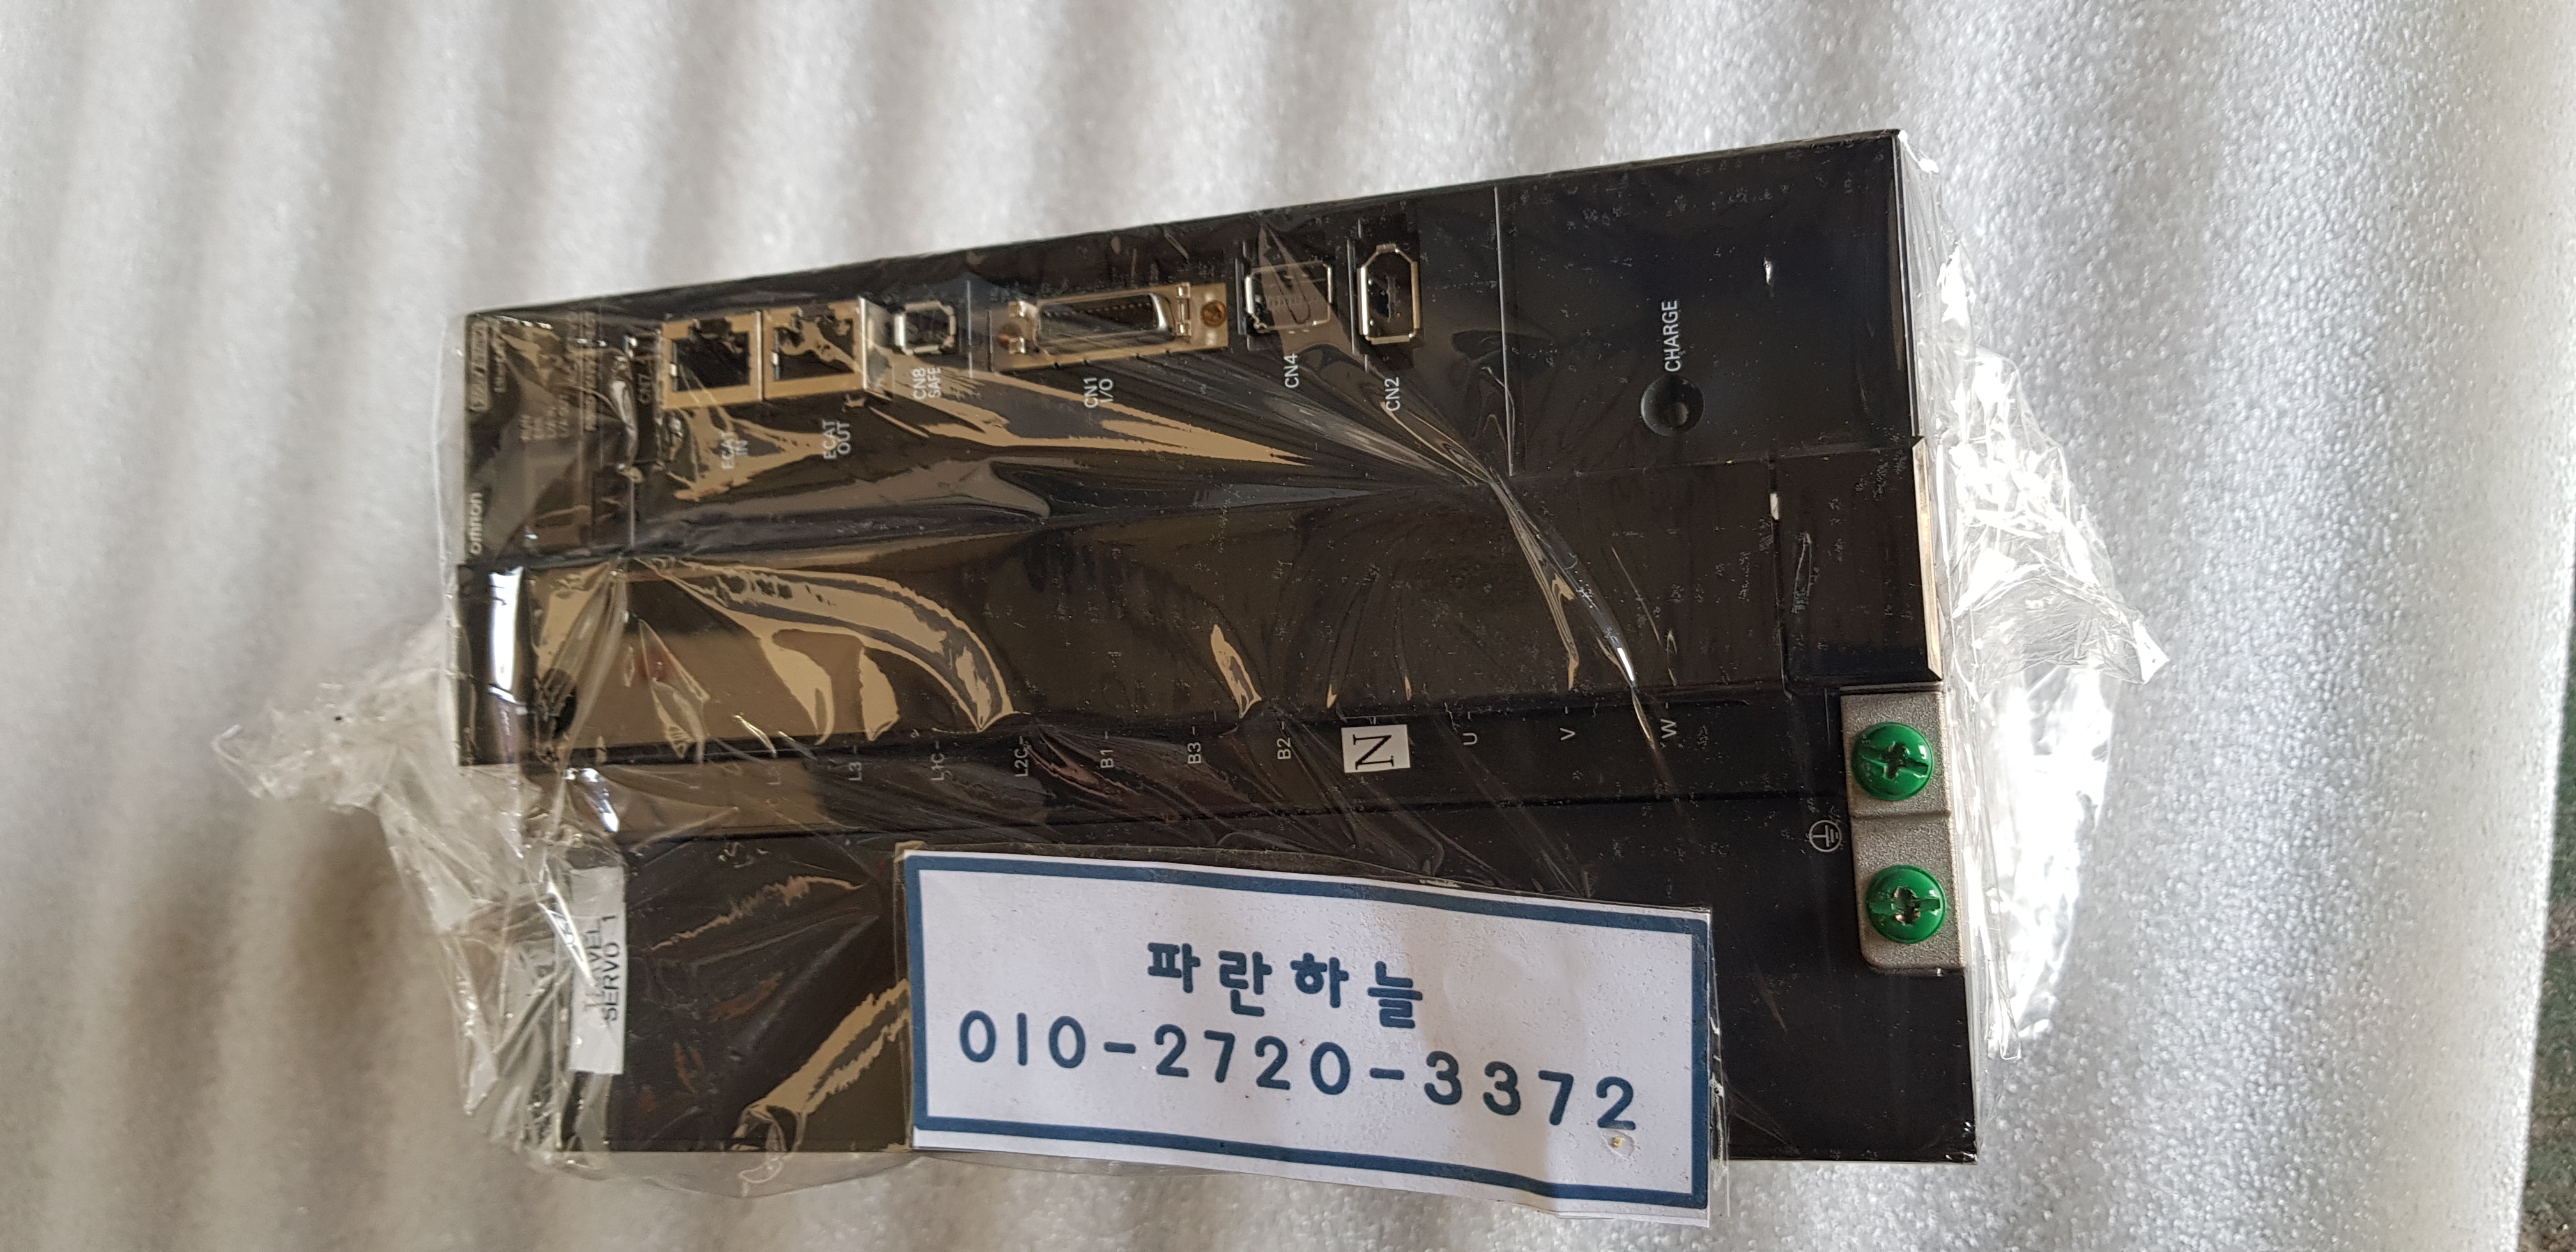 omron
CN7
ECAT
IN
ECAT
OUT
CN8
SAFE
CN1
I/O
CN4
CN2
CHARGE
L3
L1C
L2C
B1
B3
B2
N
U
V
W
SERVO 1
파란하늘
010-2720-3372